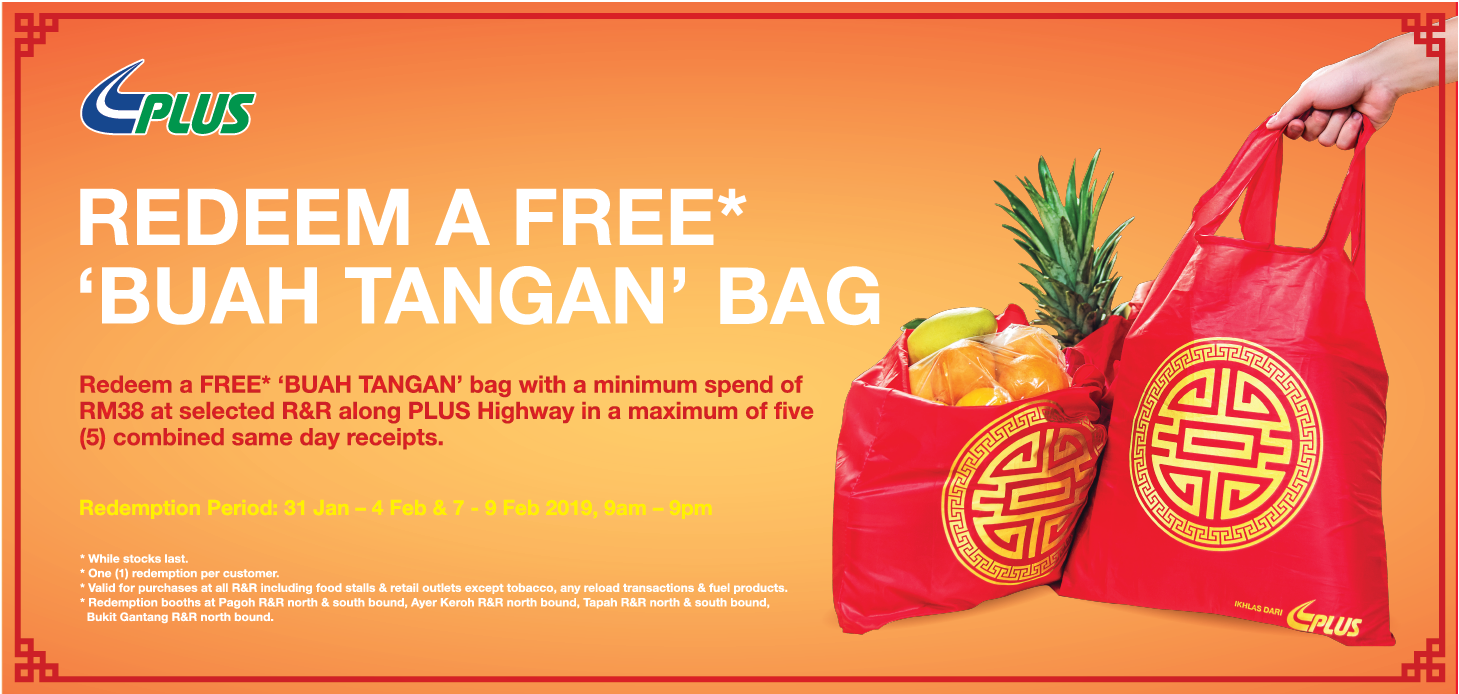 PLUS
REDEEM A FREE*
‘BUAH TANGAN’ BAG
Redeem a FREE* ‘BUAH TANGAN’ bag with a minimum spend of
RM38 at selected R&R along PLUS Highway in a maximum of five
(5) combined same day receipts.
Redemption Period: 31 Jan – 4 Feb & 7 - 9 Feb 2019, 9am – 9pm
* While stocks last.
* One (1) redemption per customer.
* Valid for purchases at all R&R including food stalls & retail outlets except tobacco, any reload transactions & fuel products.
* Redemption booths at Pagoh R&R north & south bound, Ayer Keroh R&R north bound, Tapah R&R north & south bound,
Bukit Gantang R&R north bound.
IKHLAS DARI PLUS